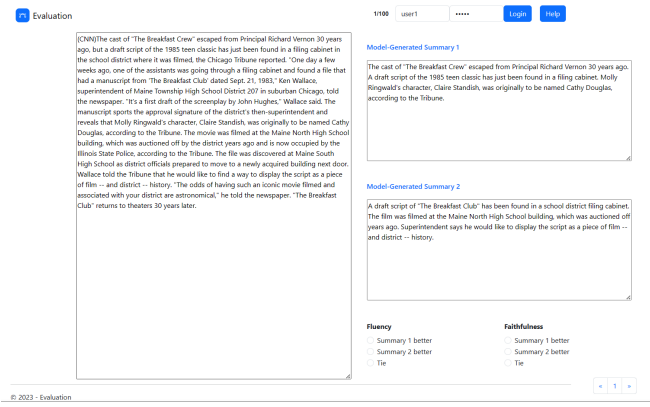 Evaluation
1/100
user1
•••••
Login
Help
(CNN)The cast of "The Breakfast Crew" escaped from Principal Richard Vernon 30 years
ago, but a draft script of the 1985 teen classic has just been found in a filing cabinet in
the school district where it was filmed, the Chicago Tribune reported. "One day a few
weeks ago, one of the assistants was going through a filing cabinet and found a file that
had a manuscript from 'The Breakfast Club' dated Sept. 21, 1983," Ken Wallace,
superintendent of Maine Township High School District 207 in suburban Chicago, told
the newspaper. "It's a first draft of the screenplay by John Hughes," Wallace said. The
manuscript sports the approval signature of the district's then-superintendent and
reveals that Molly Ringwald's character, Claire Standish, was originally to be named Cathy
Douglas, according to the Tribune. The movie was filmed at the Maine North High School
building, which was auctioned off by the district years ago and is now occupied by the
Illinois State Police, according to the Tribune. The file was discovered at Maine South
High School as district officials prepared to move to a newly acquired building next door.
Wallace told the Tribune that he would like to find a way to display the script as a piece
of film -- and district -- history. "The odds of having such an iconic movie filmed and
associated with your district are astronomical," he told the newspaper. "The Breakfast
Club" returns to theaters 30 years later.
Model-Generated Summary 1
The cast of "The Breakfast Crew" escaped from Principal Richard Vernon 30 years ago.
A draft script of the 1985 teen classic has just been found in a filing cabinet. Molly
Ringwald's character, Claire Standish, was originally to be named Cathy Douglas,
according to the Tribune.
Model-Generated Summary 2
A draft script of "The Breakfast Club" has been found in a school district filing cabinet.
The film was filmed at the Maine North High School building, which was auctioned off
years ago. Superintendent says he would like to display the script as a piece of film --
and district -- history.
Fluency
Summary 1 better
Summary 2 better
Tie
Faithfulness
Summary 1 better
Summary 2 better
Tie
« 1 »
© 2023 - Evaluation